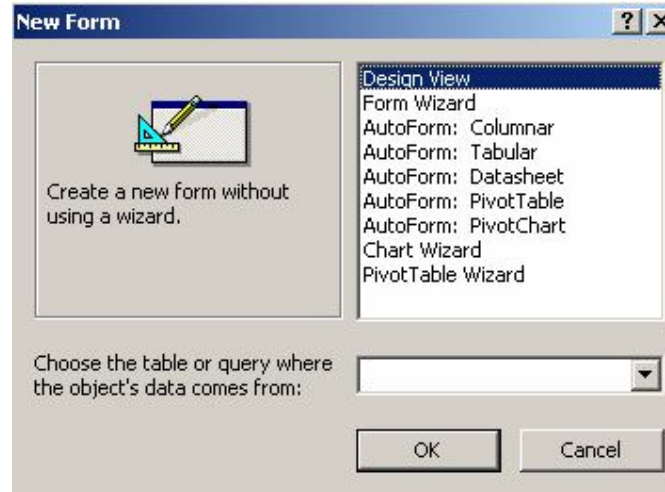 New Form
Create a new form without
using a wizard.
Design View
Form Wizard
AutoForm: Columnar
AutoForm: Tabular
AutoForm: Datasheet
AutoForm: PivotTable
AutoForm: PivotChart
Chart Wizard
PivotTable Wizard
Choose the table or query where
the object's data comes from:
OK
Cancel